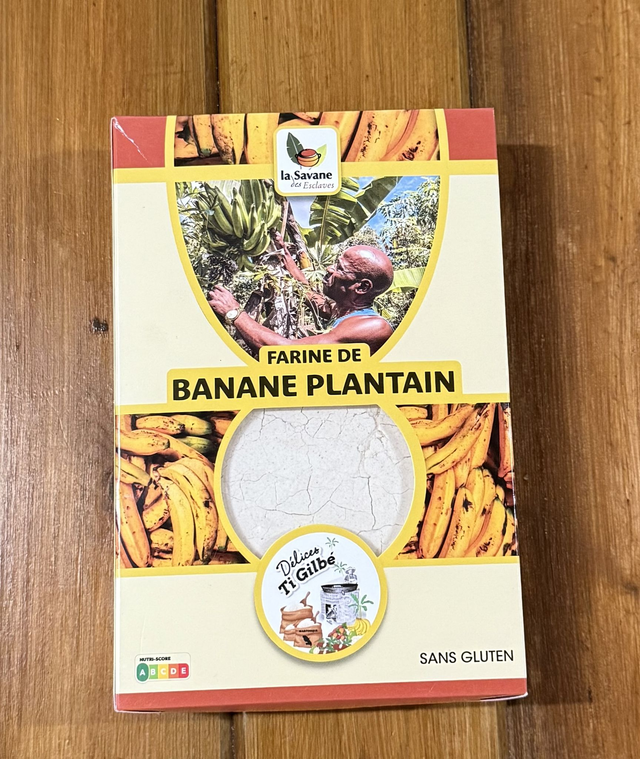 la Savane
des Esclaves
FARINE DE
BANANE PLANTAIN
Délices
Ti Gilbé
NUTRI-SCORE
A B C D E
SANS GLUTEN